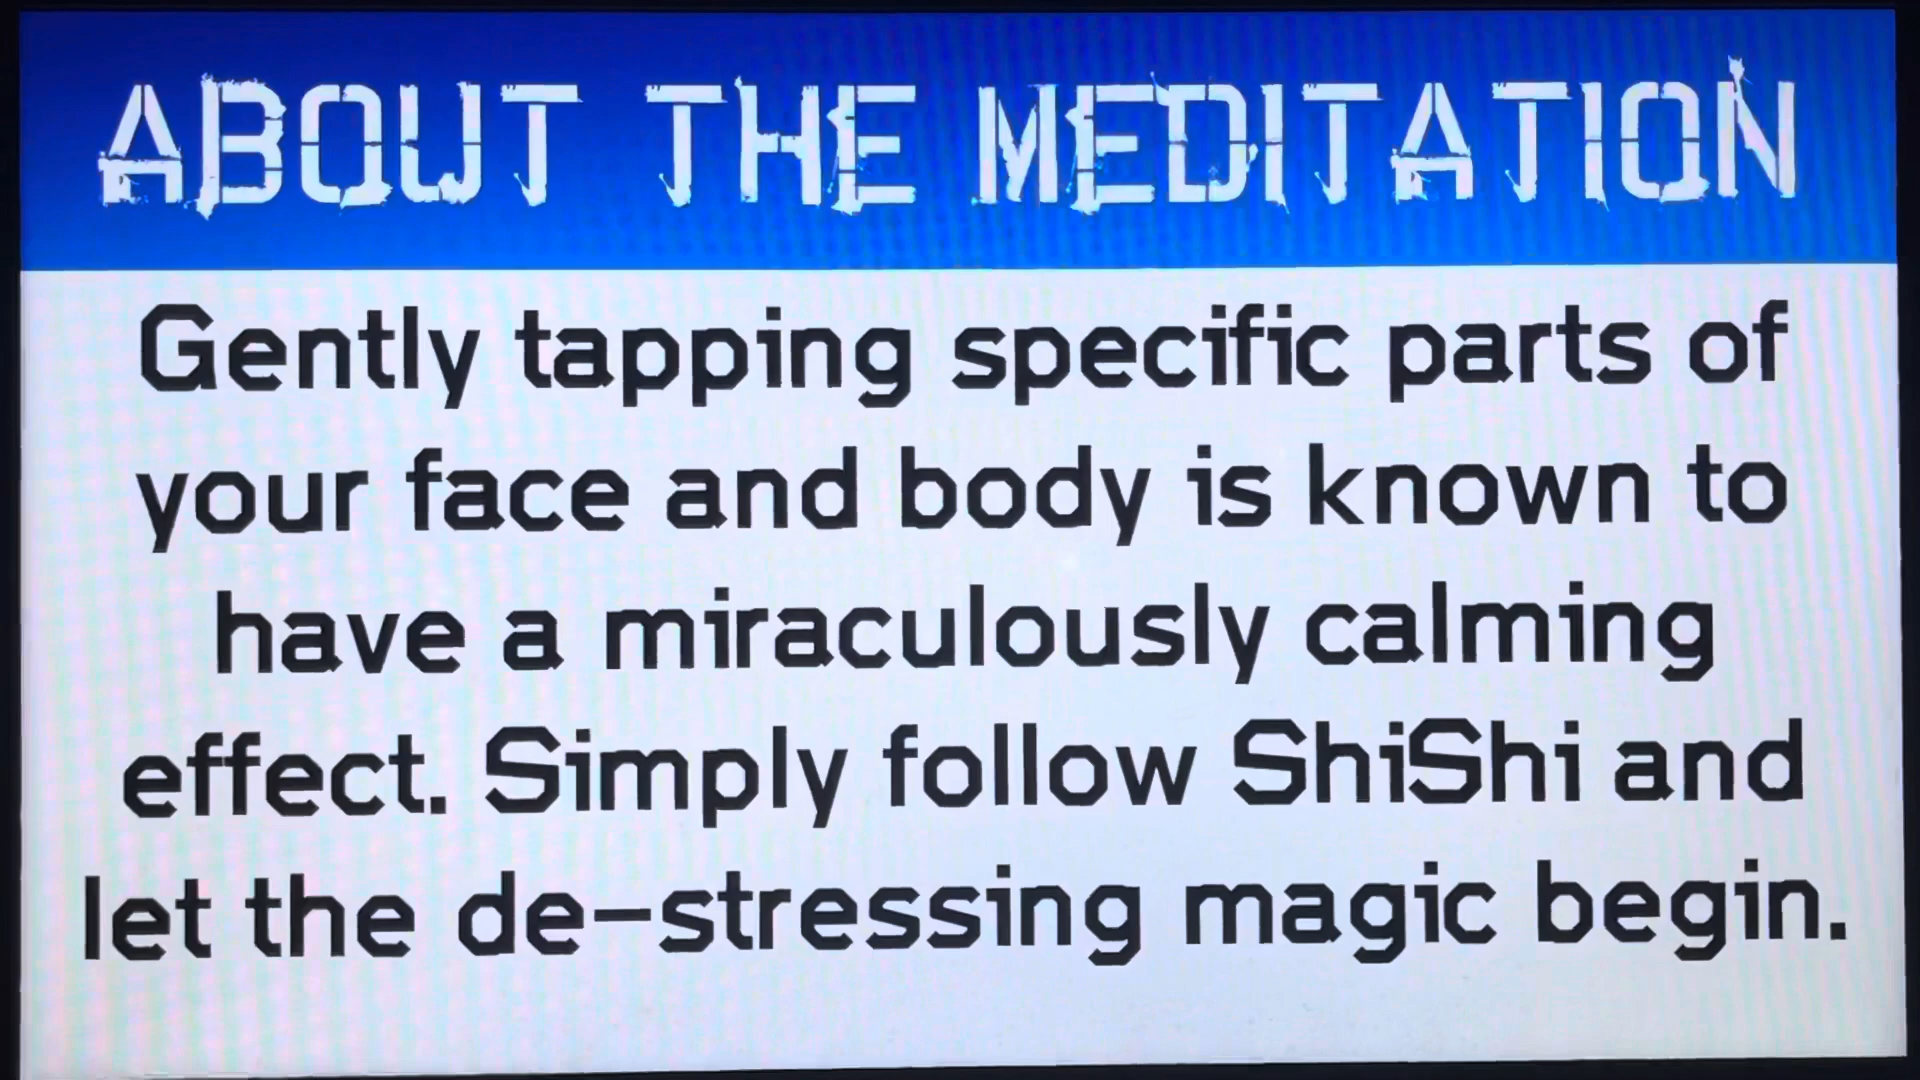 ABOUT THE MEDITATION
Gently tapping specific parts of
your face and body is known to
have a miraculously calming
effect. Simply follow ShiShi and
let the de-stressing magic begin.